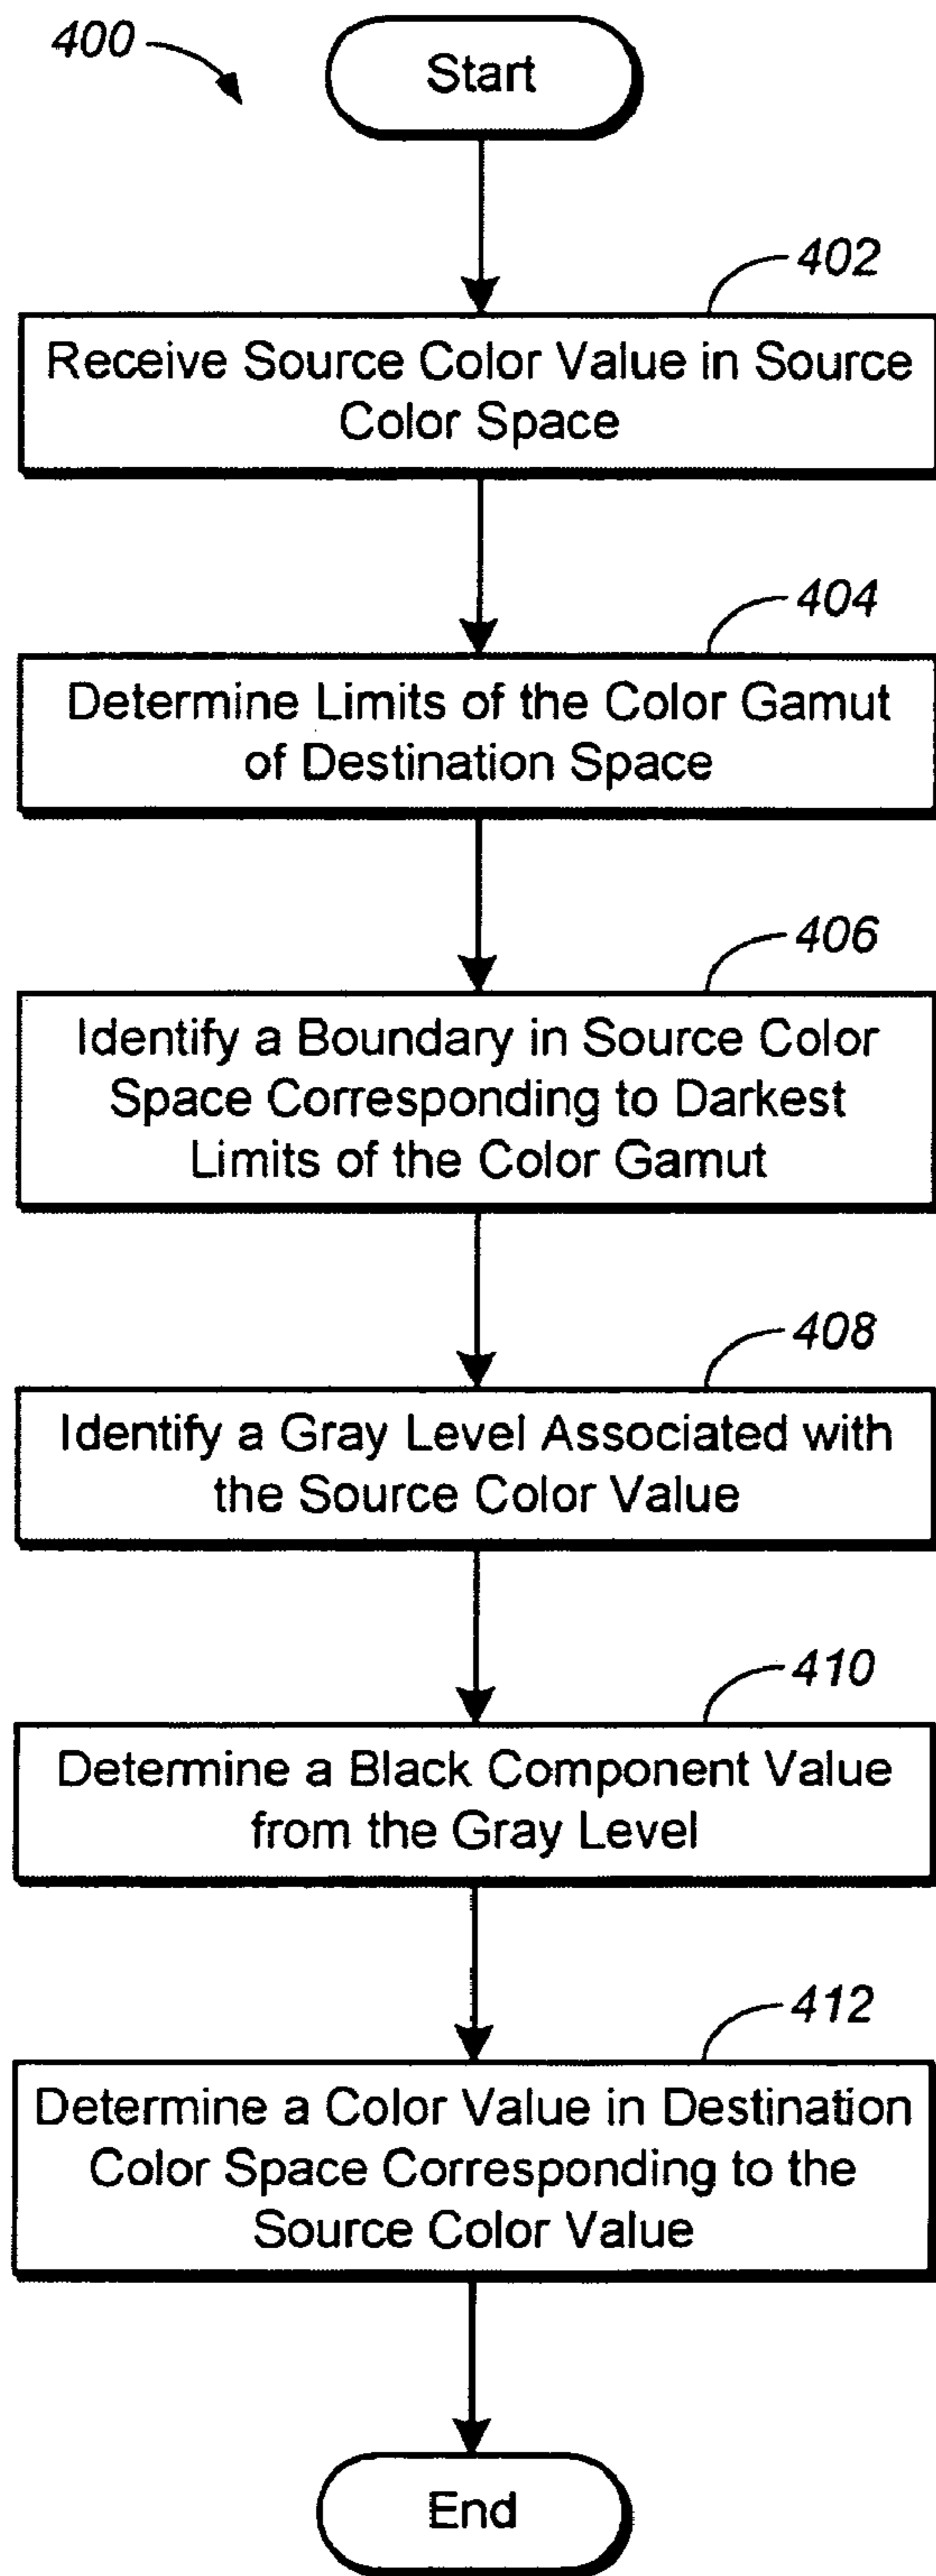 400
Start
402
Receive Source Color Value in Source
Color Space
404
Determine Limits of the Color Gamut
of Destination Space
406
Identify a Boundary in Source Color
Space Corresponding to Darkest
Limits of the Color Gamut
408
Identify a Gray Level Associated with
the Source Color Value
410
Determine a Black Component Value
from the Gray Level
412
Determine a Color Value in Destination
Color Space Corresponding to the
Source Color Value
End